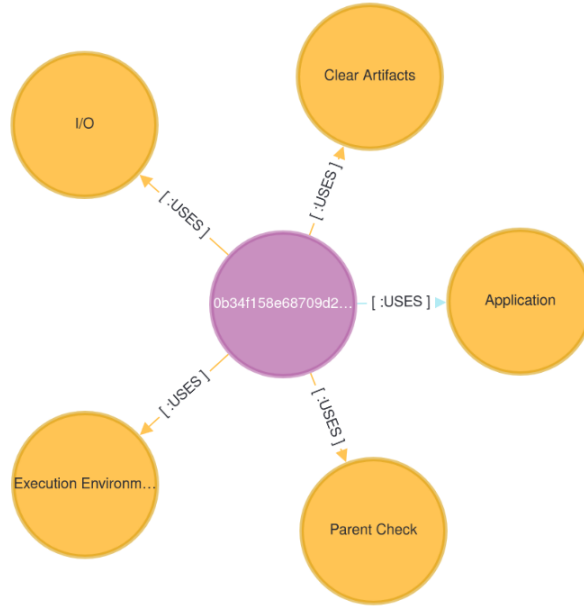 Clear Artifacts
I/O
[ :USES ]
[ :USES ]
0b34f158e68709d2…
[ :USES ]
Application
[ :USES ]
[ :USES ]
Execution Environm…
Parent Check